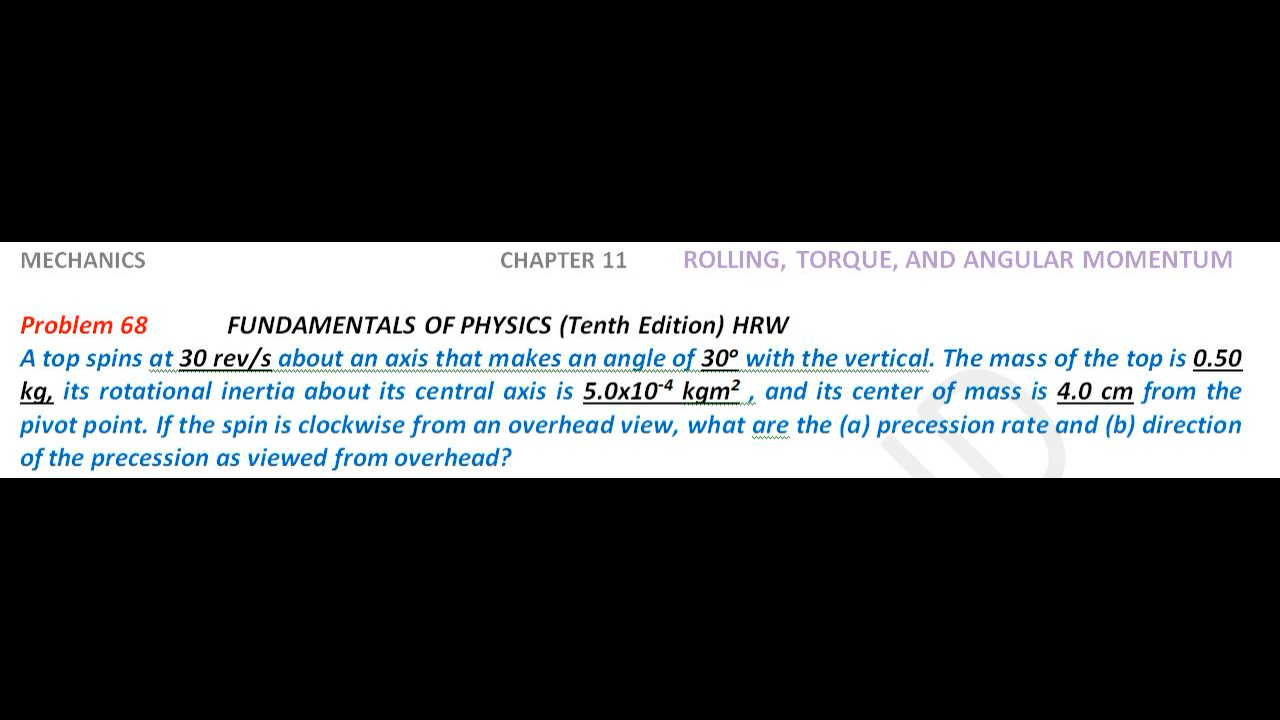 MECHANICS CHAPTER 11 ROLLING, TORQUE, AND ANGULAR MOMENTUM
Problem 68 FUNDAMENTALS OF PHYSICS (Tenth Edition) HRW
A top spins at 30 rev/s about an axis that makes an angle of 30° with the vertical. The mass of the top is 0.50
kg, its rotational inertia about its central axis is 5.0x10⁻⁴ kgm² , and its center of mass is 4.0 cm from the
pivot point. If the spin is clockwise from an overhead view, what are the (a) precession rate and (b) direction
of the precession as viewed from overhead?